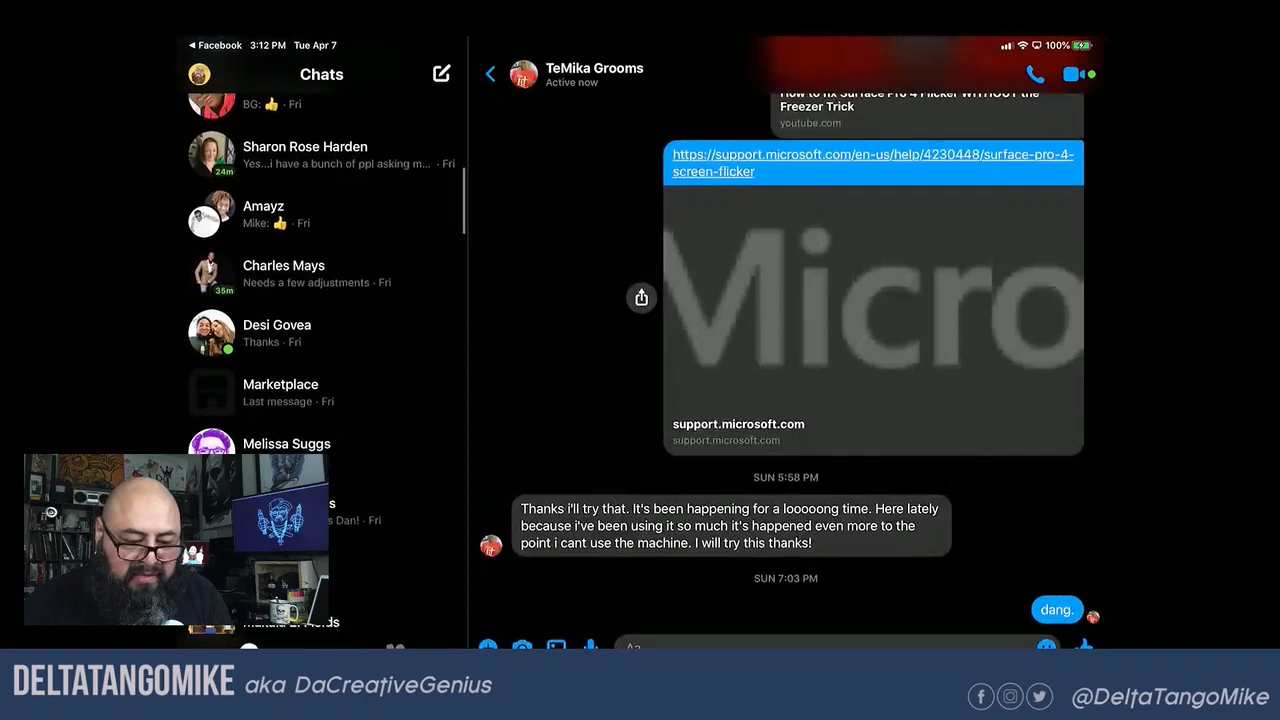 Facebook 3:12 PM Tue Apr 7
100%
Chats
TeMika Grooms
Active now
BG: 👍 · Fri
Sharon Rose Harden
Yes...i have a bunch of ppl asking m... · Fri
24m
Amayz
Mike: 👍 · Fri
Charles Mays
Needs a few adjustments · Fri
35m
Desi Govea
Thanks · Fri
Marketplace
Last message · Fri
Melissa Suggs
s Dan! · Fri
How to fix Surface Pro 4 Flicker WITHOUT the
Freezer Trick
youtube.com
https://support.microsoft.com/en-us/help/4230448/surface-pro-4-
screen-flicker
Micro
support.microsoft.com
support.microsoft.com
SUN 5:58 PM
Thanks i'll try that. It's been happening for a looooong time. Here lately
because i've been using it so much it's happened even more to the
point i cant use the machine. I will try this thanks!
SUN 7:03 PM
dang.
Aa
DELTATANGOMIKE aka DaCreativeGenius
@DeltaTangoMike